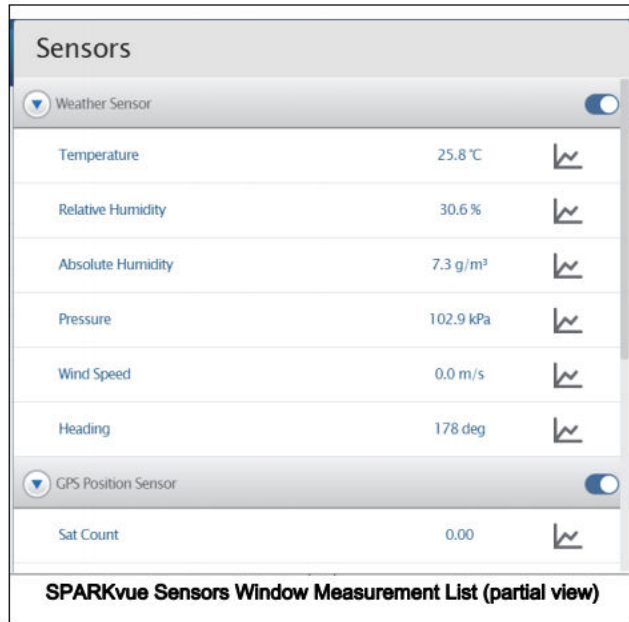 Sensors
Weather Sensor
Temperature 25.8 °C
Relative Humidity 30.6 %
Absolute Humidity 7.3 g/m³
Pressure 102.9 kPa
Wind Speed 0.0 m/s
Heading 178 deg
GPS Position Sensor
Sat Count 0.00
SPARKvue Sensors Window Measurement List (partial view)